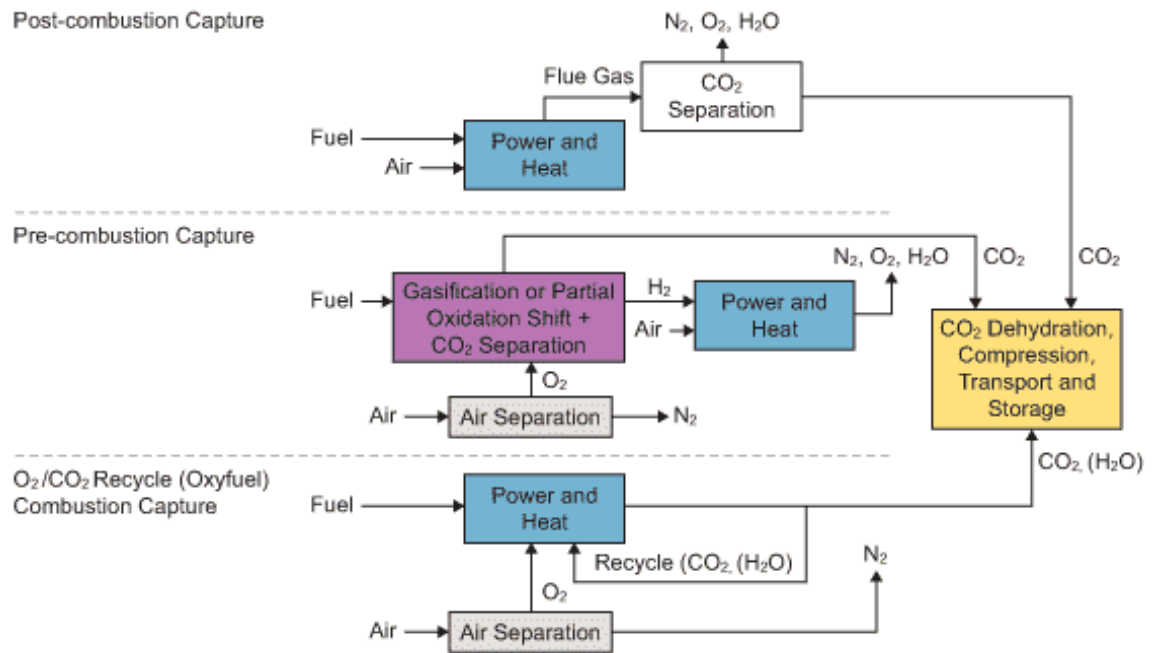 Post-combustion Capture
N₂, O₂, H₂O
Flue Gas
CO₂
Separation
Fuel
Air
Power and
Heat
Pre-combustion Capture
CO₂
CO₂
N₂, O₂, H₂O
Fuel
Gasification or Partial
Oxidation Shift +
CO₂ Separation
H₂
Air
Power and
Heat
CO₂ Dehydration,
Compression,
Transport and
Storage
O₂
Air
Air Separation
N₂
O₂/CO₂ Recycle (Oxyfuel)
Combustion Capture
CO₂, (H₂O)
Fuel
Power and
Heat
Recycle (CO₂, (H₂O)
N₂
O₂
Air
Air Separation